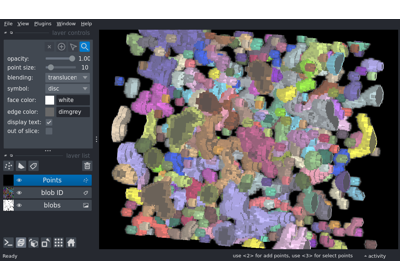 File View Plugins Window Help
layer controls
opacity: 1.00
point size: 10
blending: translucen
symbol: disc
face color: white
edge color: dimgrey
display text:
out of slice:
layer list
Points
blob ID
blobs
Ready
use <2> for add points, use <3> for select points
activity